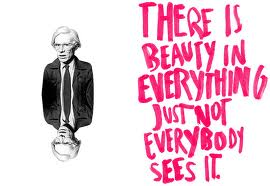 THERE IS
BEAUTY IN
EVERYTHING
JUST NOT
EVERYBODY
SEES IT.